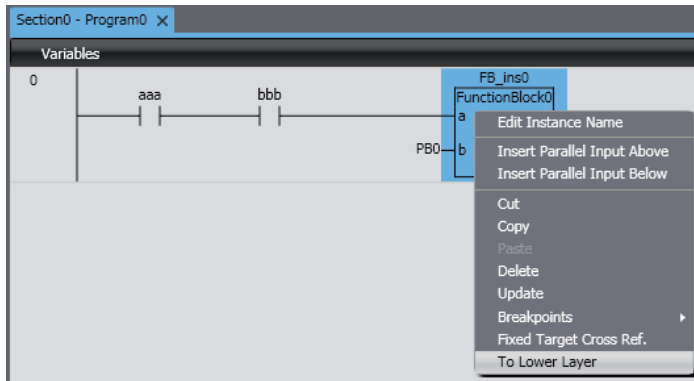 Section0 - Program0
Variables
0
aaa
bbb
FB_ins0
FunctionBlock0
a
PB0
b
Edit Instance Name
Insert Parallel Input Above
Insert Parallel Input Below
Cut
Copy
Paste
Delete
Update
Breakpoints
Fixed Target Cross Ref.
To Lower Layer